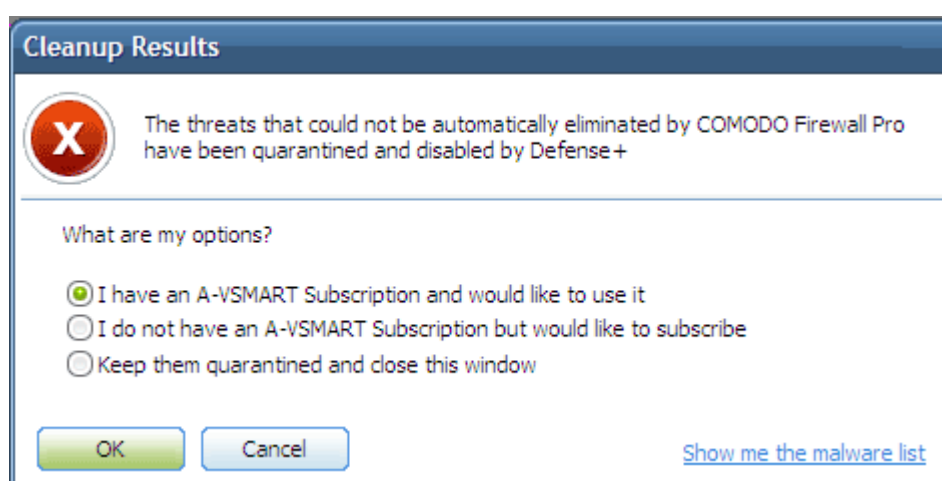 Cleanup Results
The threats that could not be automatically eliminated by COMODO Firewall Pro
have been quarantined and disabled by Defense+
What are my options?
I have an A-VSMART Subscription and would like to use it
I do not have an A-VSMART Subscription but would like to subscribe
Keep them quarantined and close this window
OK
Cancel
Show me the malware list